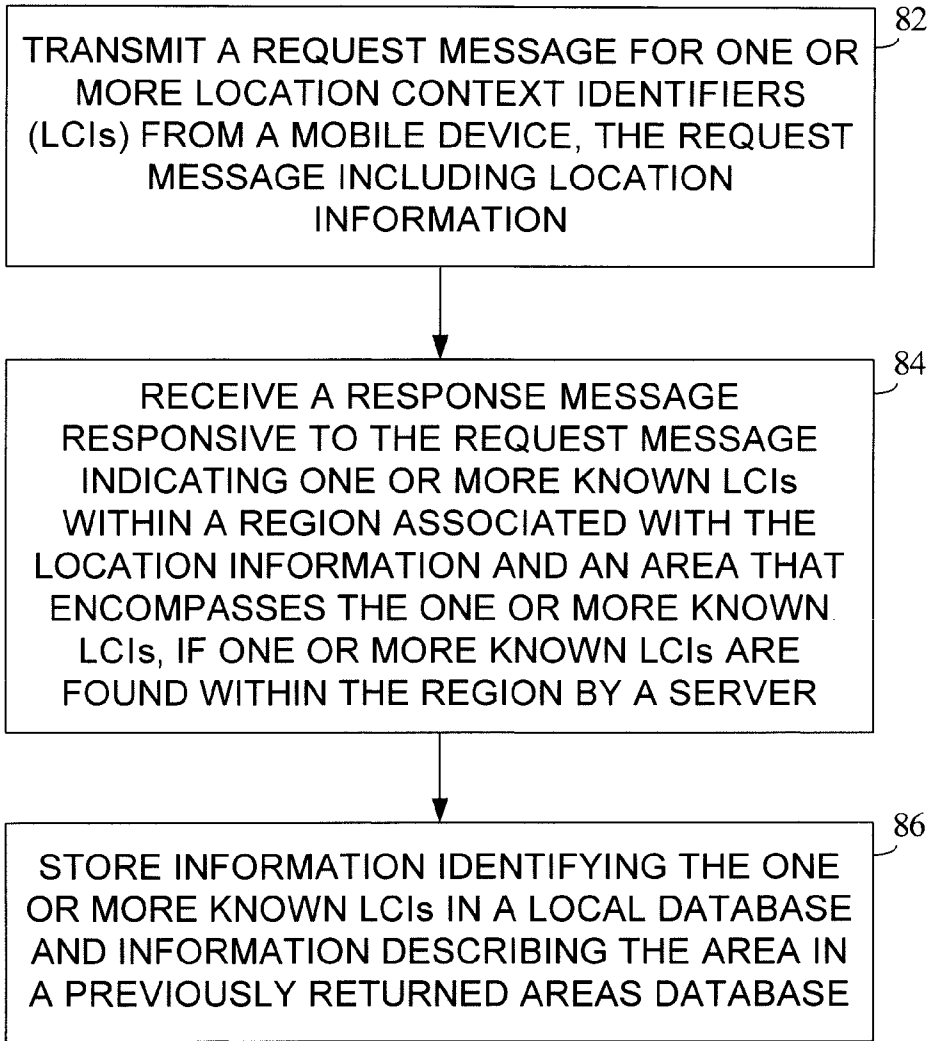 82
TRANSMIT A REQUEST MESSAGE FOR ONE OR
MORE LOCATION CONTEXT IDENTIFIERS
(LCIs) FROM A MOBILE DEVICE, THE REQUEST
MESSAGE INCLUDING LOCATION
INFORMATION
84
RECEIVE A RESPONSE MESSAGE
RESPONSIVE TO THE REQUEST MESSAGE
INDICATING ONE OR MORE KNOWN LCIs
WITHIN A REGION ASSOCIATED WITH THE
LOCATION INFORMATION AND AN AREA THAT
ENCOMPASSES THE ONE OR MORE KNOWN
LCIs, IF ONE OR MORE KNOWN LCIs ARE
FOUND WITHIN THE REGION BY A SERVER
86
STORE INFORMATION IDENTIFYING THE ONE
OR MORE KNOWN LCIs IN A LOCAL DATABASE
AND INFORMATION DESCRIBING THE AREA IN
A PREVIOUSLY RETURNED AREAS DATABASE